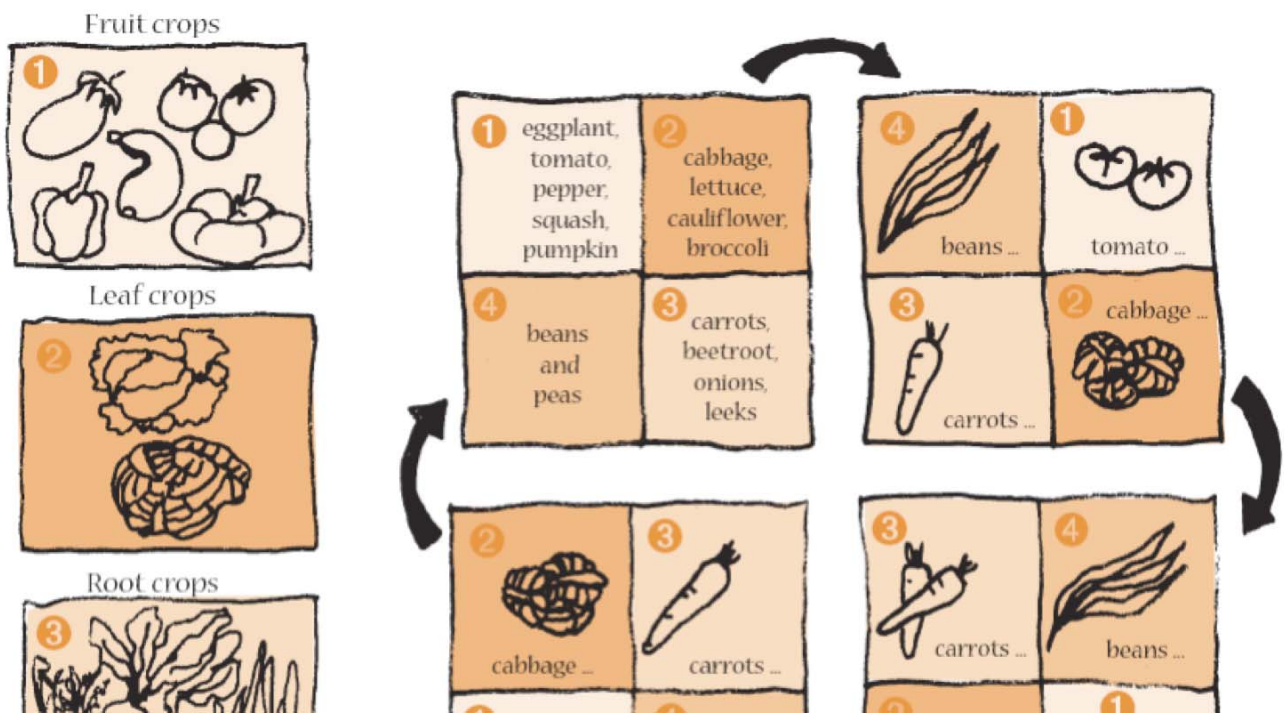 Fruit crops
1
Leaf crops
2
Root crops
3
1
eggplant,
tomato,
pepper,
squash,
pumpkin
2
cabbage,
lettuce,
cauliflower,
broccoli
4
beans
and
peas
3
carrots,
beetroot,
onions,
leeks
4
beans ...
1
tomato ...
3
carrots ...
2
cabbage ...
2
cabbage ...
3
carrots ...
3
carrots ...
4
beans ...
1